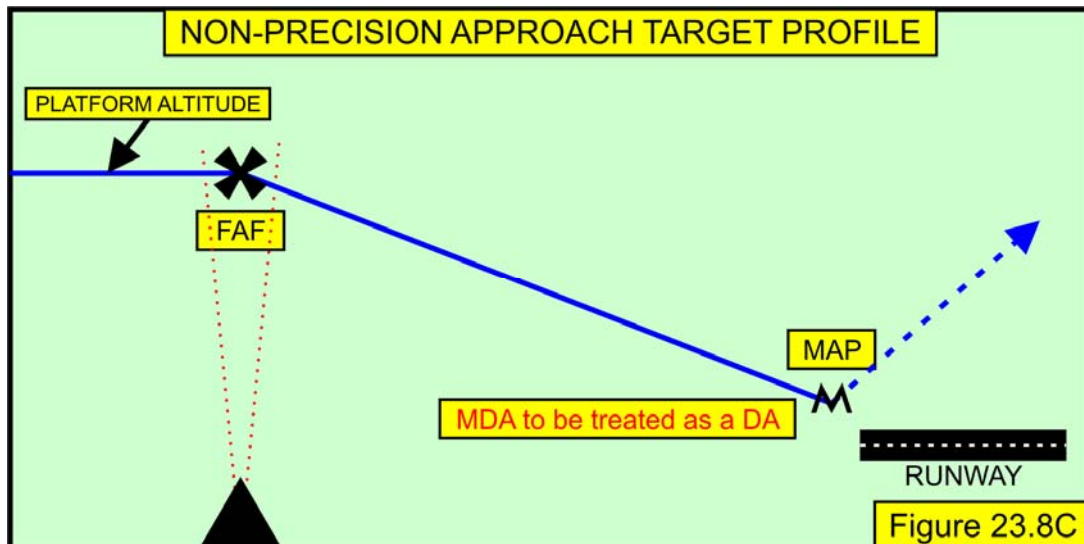 NON-PRECISION APPROACH TARGET PROFILE
PLATFORM ALTITUDE
FAF
MAP
MDA to be treated as a DA
RUNWAY
Figure 23.8C